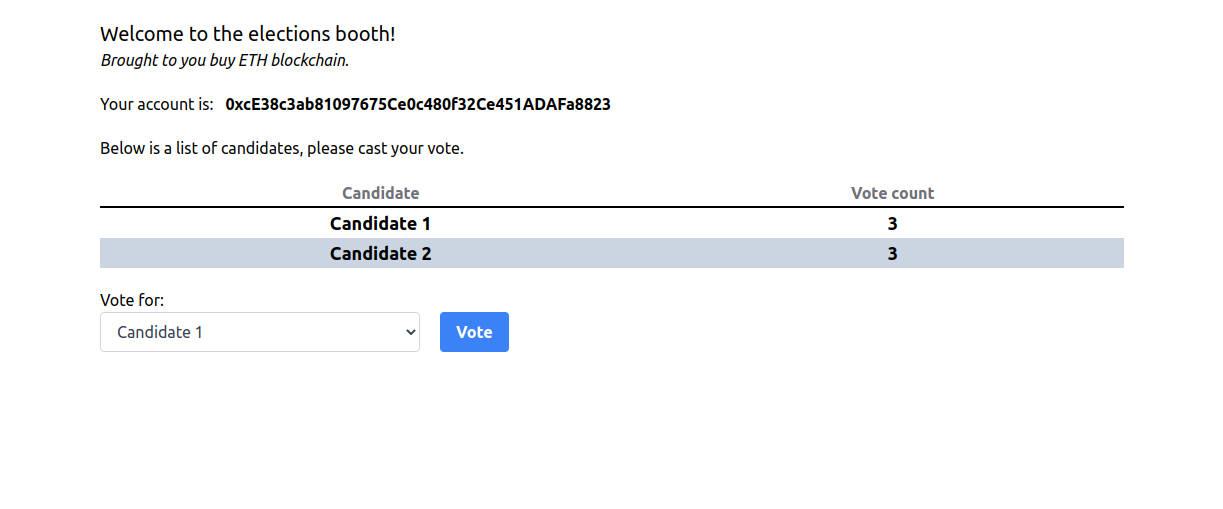 Welcome to the elections booth!
Brought to you buy ETH blockchain.
Your account is: 0xcE38c3ab81097675Ce0c480f32Ce451ADAFa8823
Below is a list of candidates, please cast your vote.
Candidate Vote count
Candidate 1 3
Candidate 2 3
Vote for:
Candidate 1 Vote